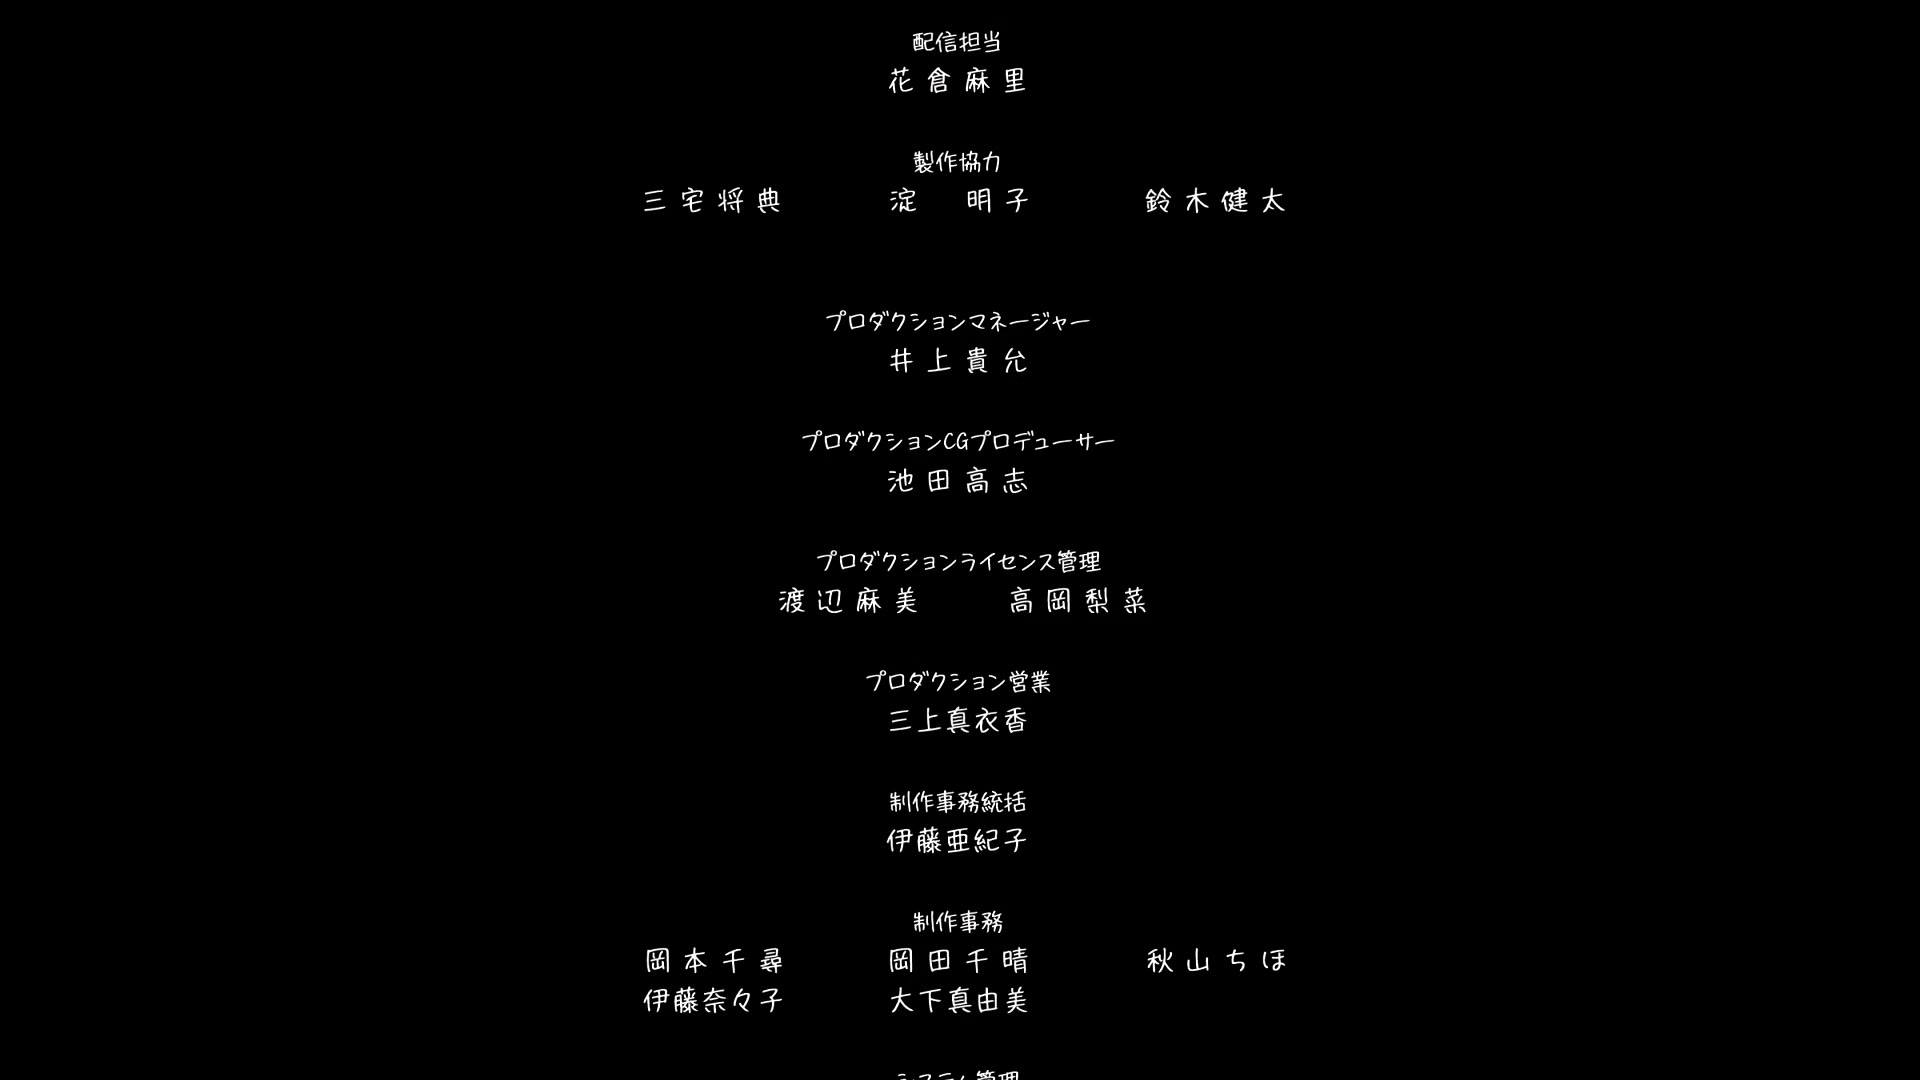 配信担当
花倉麻里
製作協力
三宅将典 淀 明子 鈴木健太
プロダクションマネージャー
井上貴允
プロダクションCGプロデューサー
池田高志
プロダクションライセンス管理
渡辺麻美 高岡梨菜
プロダクション営業
三上真衣香
制作事務統括
伊藤亜紀子
制作事務
岡本千尋 岡田千晴 秋山ちほ
伊藤奈々子 大下真由美
システム管理